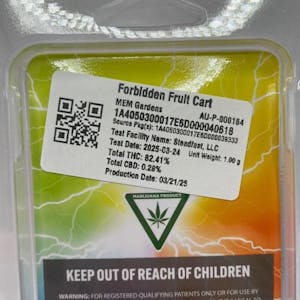 Forbidden Fruit Cart
MEM Gardens AU-P-000164
1A4050300017E6D000040618
Source Pkg(s): 1A4050300017E6D000039333
Test Facility Name: Steadfast, LLC
Test Date: 2025-03-24 Unit Weight: 1.00 g
Total THC: 82.41%
Total CBD: 0.28%
Production Date: 03/21/25
MARIJUANA PRODUCT
KEEP OUT OF REACH OF CHILDREN
WARNING: FOR REGISTERED QUALIFYING PATIENTS ONLY OR FOR USE BY